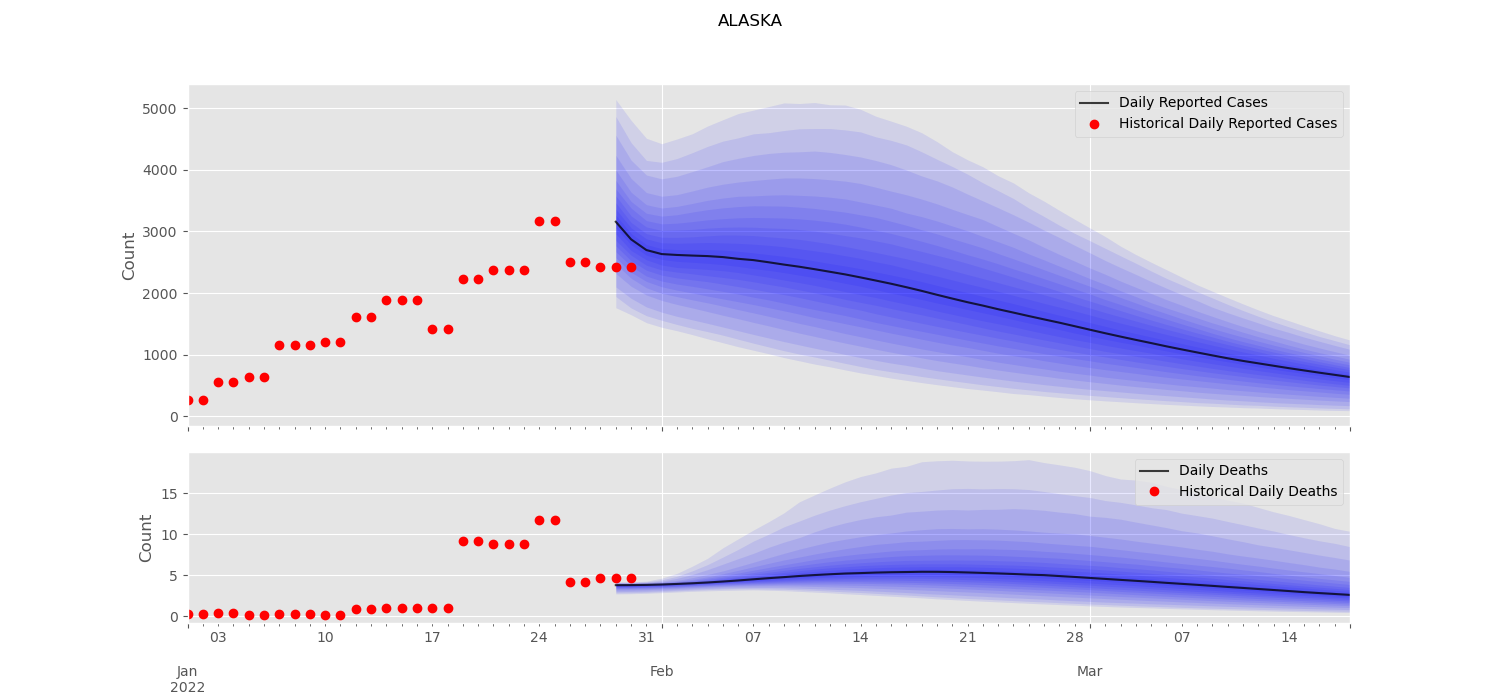 ALASKA
Count
5000
4000
3000
2000
1000
0
Daily Reported Cases
Historical Daily Reported Cases
Count
15
10
5
0
Daily Deaths
Historical Daily Deaths
03 10 17 24 31 07 14 21 28 07 14
Jan Feb Mar
2022